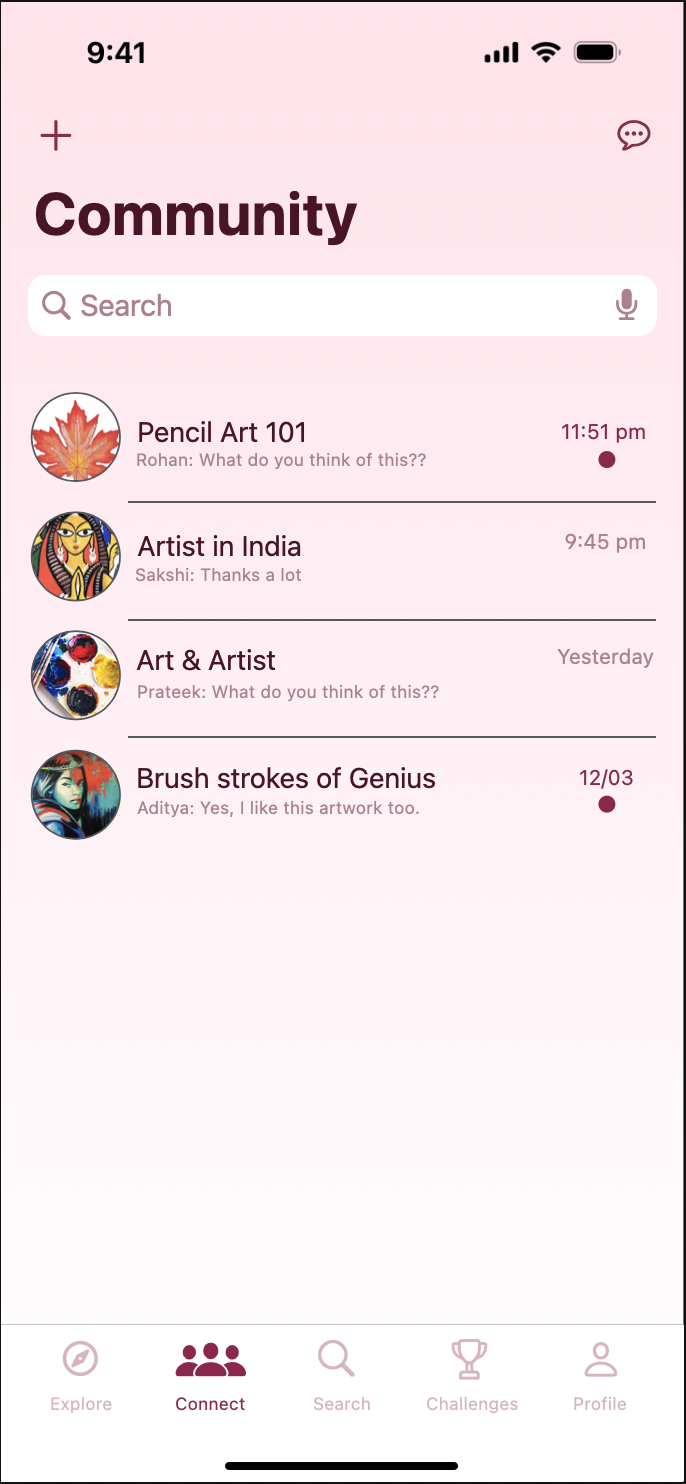 9:41
Community
Search
Pencil Art 101
11:51 pm
Rohan: What do you think of this??
Artist in India
9:45 pm
Sakshi: Thanks a lot
Art & Artist
Yesterday
Prateek: What do you think of this??
Brush strokes of Genius
12/03
Aditya: Yes, I like this artwork too.
Explore
Connect
Search
Challenges
Profile